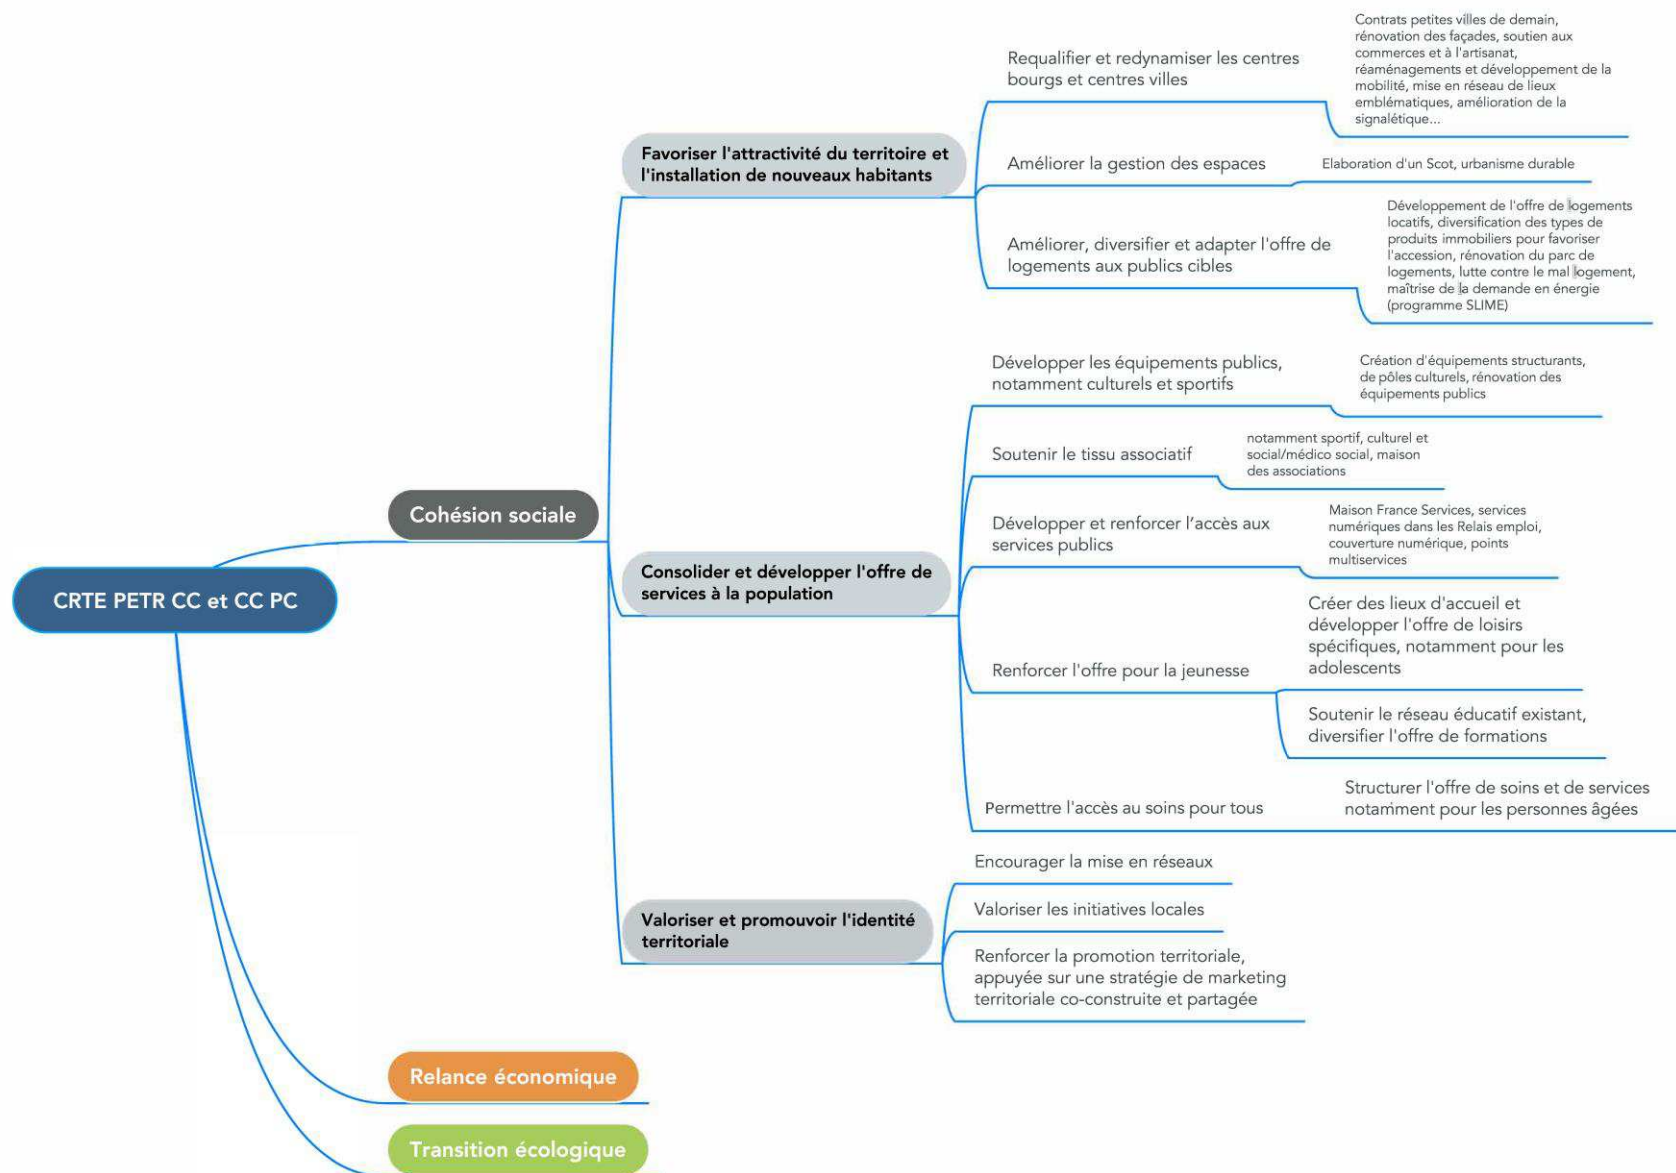 CRTE PETR CC et CC PC
Cohésion sociale
Favoriser l'attractivité du territoire et
l'installation de nouveaux habitants
Requalifier et redynamiser les centres
bourgs et centres villes
Contrats petites villes de demain,
rénovation des façades, soutien aux
commerces et à l'artisanat,
réaménagements et développement de la
mobilité, mise en réseau de lieux
emblématiques, amélioration de la
signalétique...
Améliorer la gestion des espaces
Elaboration d'un Scot, urbanisme durable
Améliorer, diversifier et adapter l'offre de
logements aux publics cibles
Développement de l'offre de logements
locatifs, diversification des types de
produits immobiliers pour favoriser
l'accession, rénovation du parc de
logements, lutte contre le mal logement,
maîtrise de la demande en énergie
(programme SLIME)
Consolider et développer l'offre de
services à la population
Développer les équipements publics,
notamment culturels et sportifs
Création d'équipements structurants,
de pôles culturels, rénovation des
équipements publics
Soutenir le tissu associatif
notamment sportif, culturel et
social/médico social, maison
des associations
Développer et renforcer l'accès aux
services publics
Maison France Services, services
numériques dans les Relais emploi,
couverture numérique, points
multiservices
Renforcer l'offre pour la jeunesse
Créer des lieux d'accueil et
développer l'offre de loisirs
spécifiques, notamment pour les
adolescents
Soutenir le réseau éducatif existant,
diversifier l'offre de formations
Permettre l'accès au soins pour tous
Structurer l'offre de soins et de services
notamment pour les personnes âgées
Valoriser et promouvoir l'identité
territoriale
Encourager la mise en réseaux
Valoriser les initiatives locales
Renforcer la promotion territoriale,
appuyée sur une stratégie de marketing
territoriale co-construite et partagée
Relance économique
Transition écologique